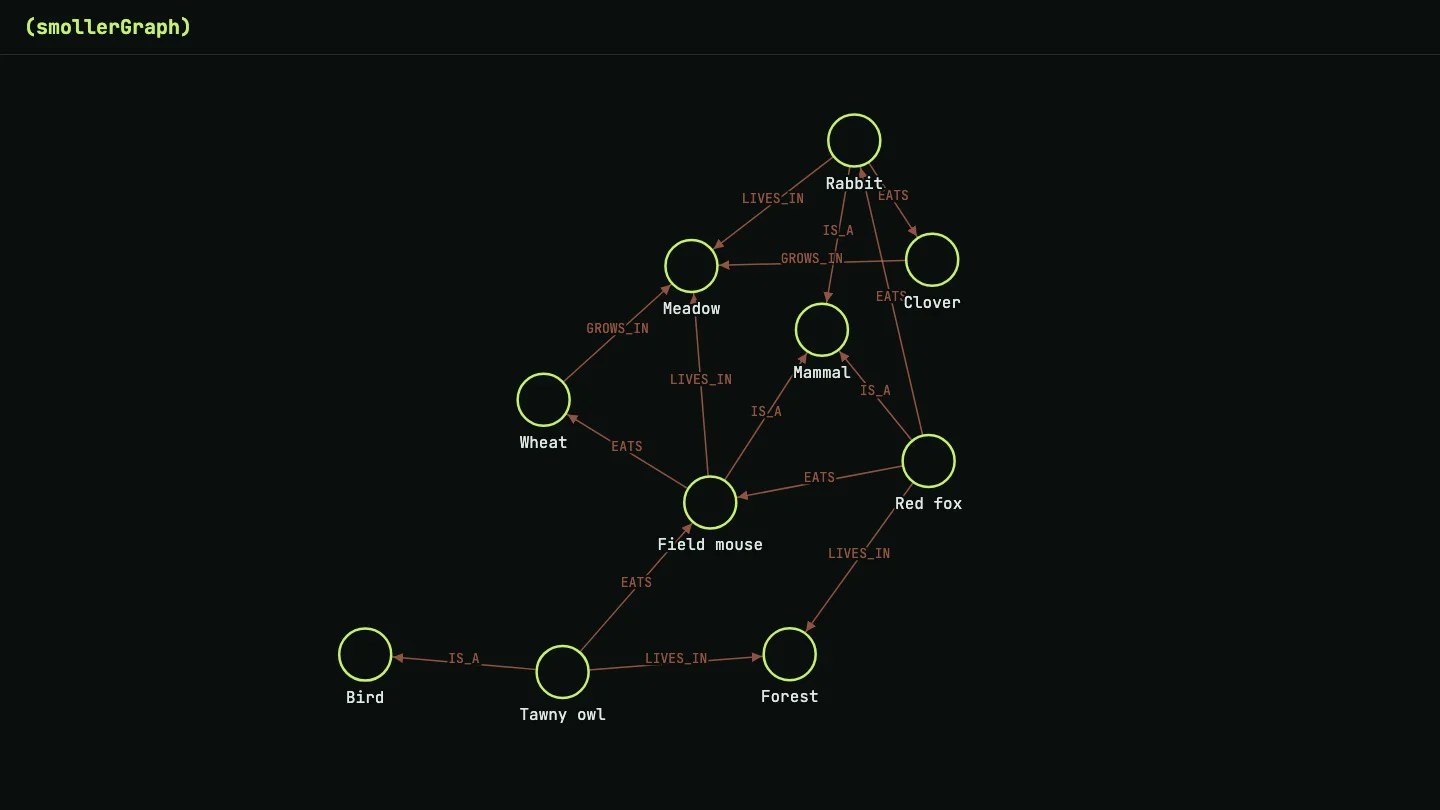 (smollerGraph)
Rabbit
LIVES_IN
EATS
IS_A
GROWS_IN
EATS
Clover
Meadow
GROWS_IN
Mammal
LIVES_IN
IS_A
IS_A
Wheat
EATS
EATS
Red fox
Field mouse
LIVES_IN
EATS
IS_A
LIVES_IN
Bird
Forest
Tawny owl